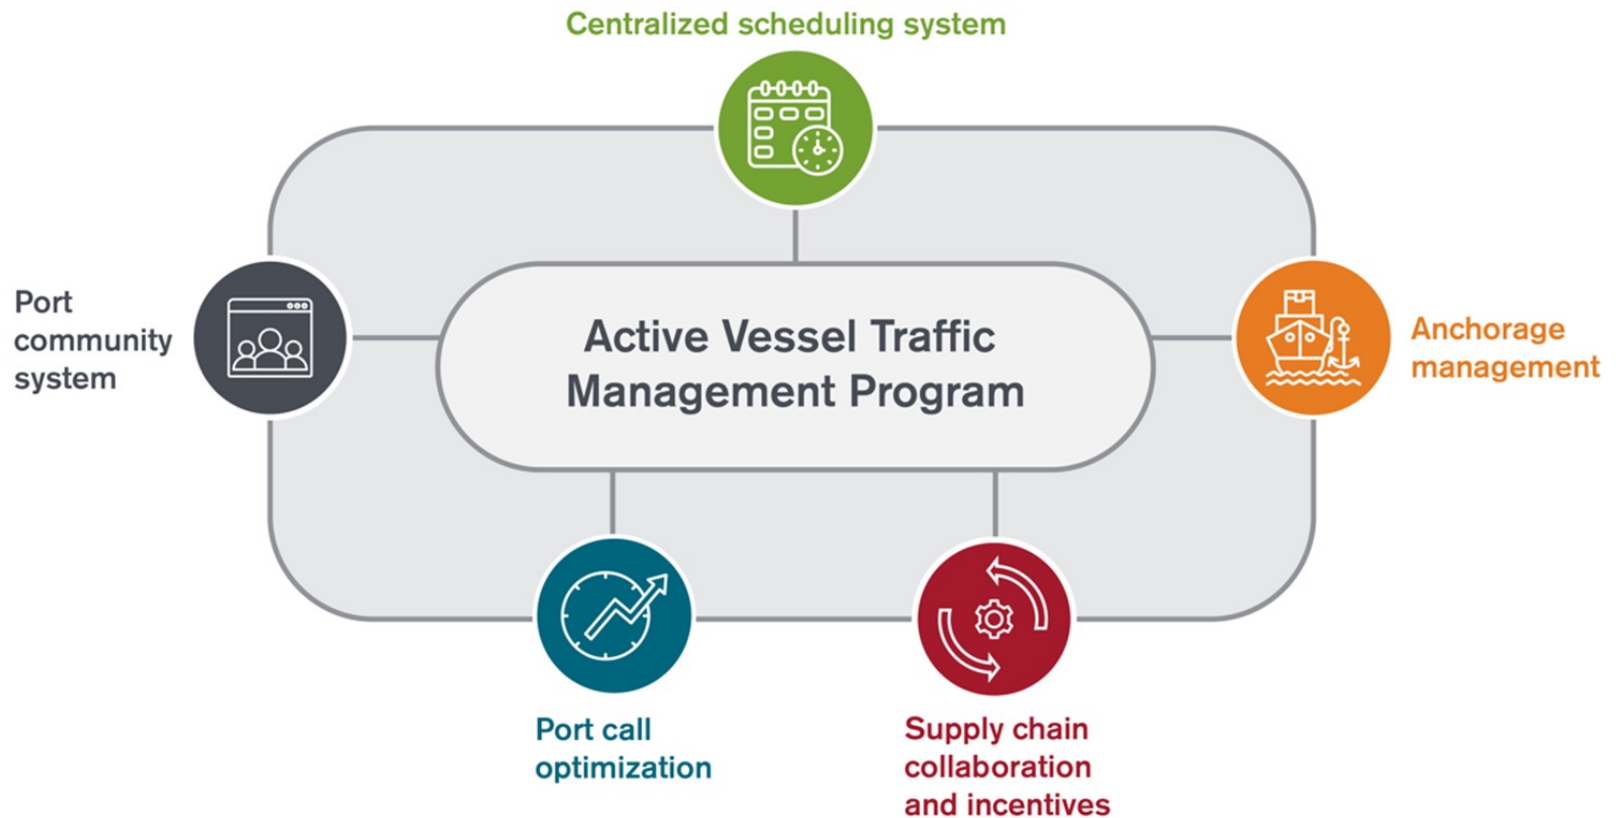 Centralized scheduling system
Port
community
system
Active Vessel Traffic
Management Program
Anchorage
management
Port call
optimization
Supply chain
collaboration
and incentives